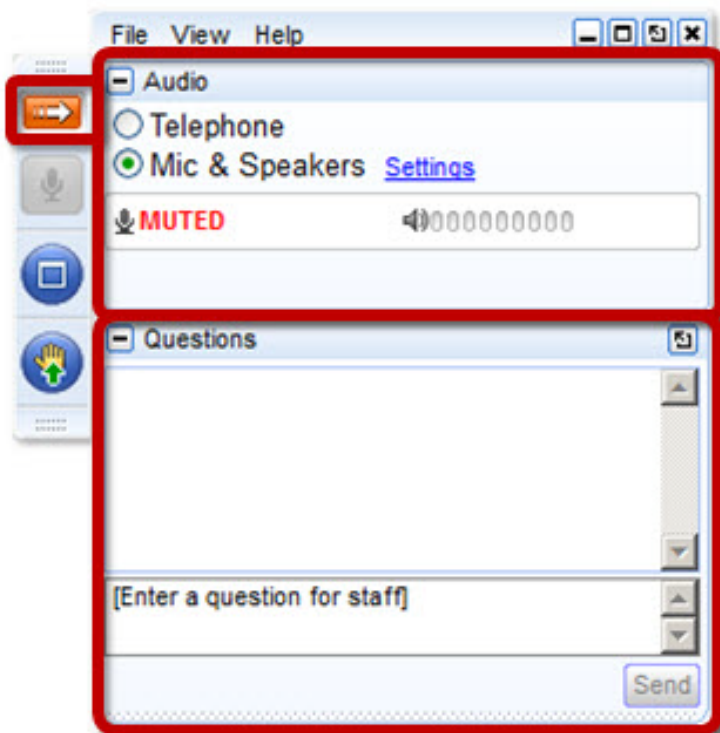 File View Help
Audio
Telephone
Mic & Speakers Settings
MUTED
Questions
[Enter a question for staff]
Send